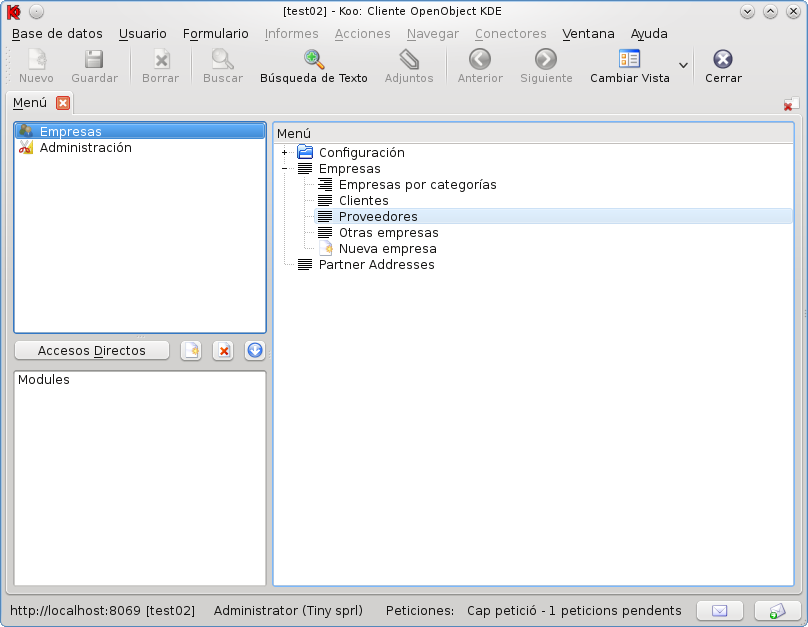 [test02] - Koo: Cliente OpenObject KDE
Base de datos Usuario Formulario Informes Acciones Navegar Conectores Ventana Ayuda
Nuevo Guardar Borrar Buscar Búsqueda de Texto Adjuntos Anterior Siguiente Cambiar Vista Cerrar
Menú
Empresas
Administración
Accesos Directos
Modules
Menú
Configuración
Empresas
Empresas por categorías
Clientes
Proveedores
Otras empresas
Nueva empresa
Partner Addresses
http://localhost:8069 [test02] Administrator (Tiny sprl) Peticiones: Cap petició - 1 peticions pendents